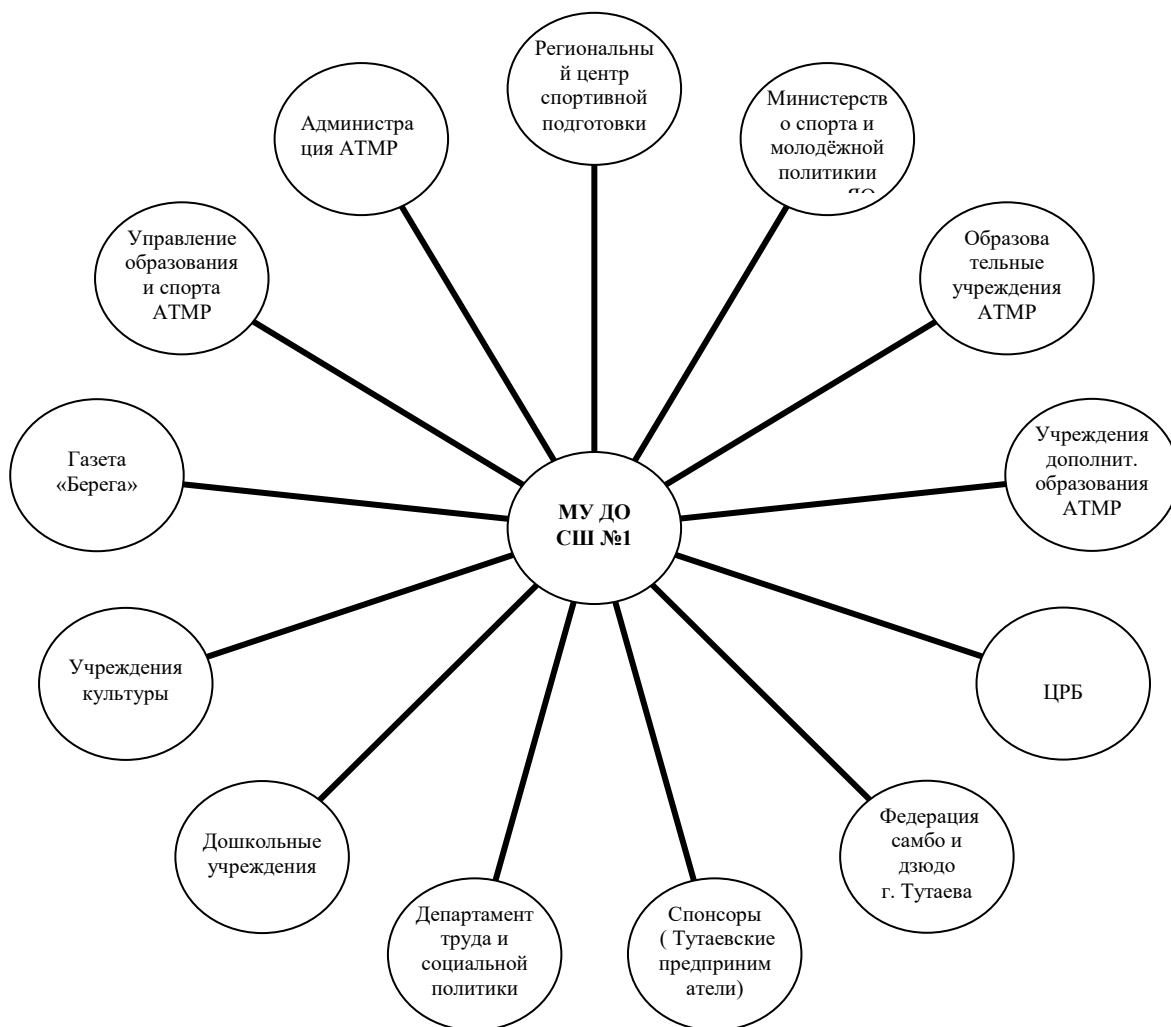 Региональны
й центр
спортивной
подготовки
Министерств
о спорта и
молодёжной
политикии
ЯО
Образова
тельные
учреждения
АТМР
Учреждения
дополнит.
образования
АТМР
ЦРБ
Федерация
самбо и
дзюдо
г. Тутаева
Спонсоры
( Тутаевские
предприним
атели)
Департамент
труда и
социальной
политики
Дошкольные
учреждения
Учреждения
культуры
Газета
«Берега»
Управление
образования
и спорта
АТМР
Администра
ция АТМР
МУ ДО
СШ №1